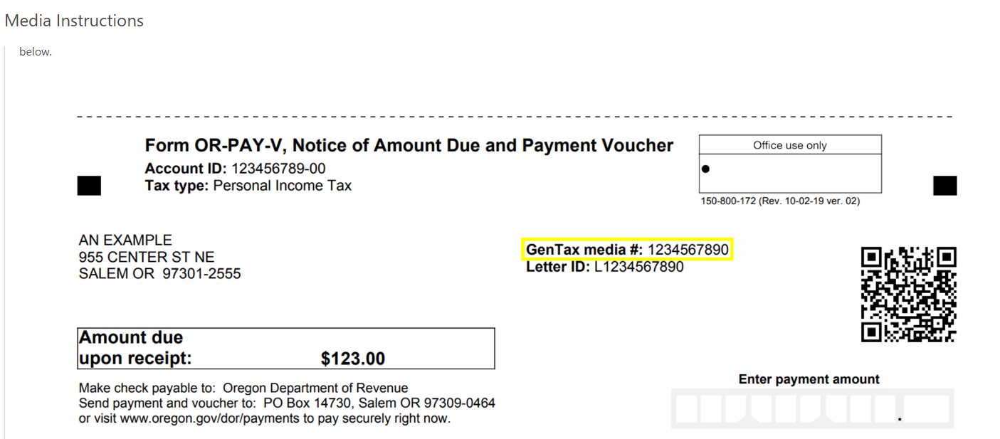 Media Instructions
below.
Form OR-PAY-V, Notice of Amount Due and Payment Voucher
Office use only
Account ID: 123456789-00
Tax type: Personal Income Tax
150-800-172 (Rev. 10-02-19 ver. 02)
AN EXAMPLE
955 CENTER ST NE
SALEM OR 97301-2555
GenTax media #: 1234567890
Letter ID: L1234567890
Amount due
upon receipt: $123.00
Make check payable to: Oregon Department of Revenue
Send payment and voucher to: PO Box 14730, Salem OR 97309-0464
or visit www.oregon.gov/dor/payments to pay securely right now.
Enter payment amount
.